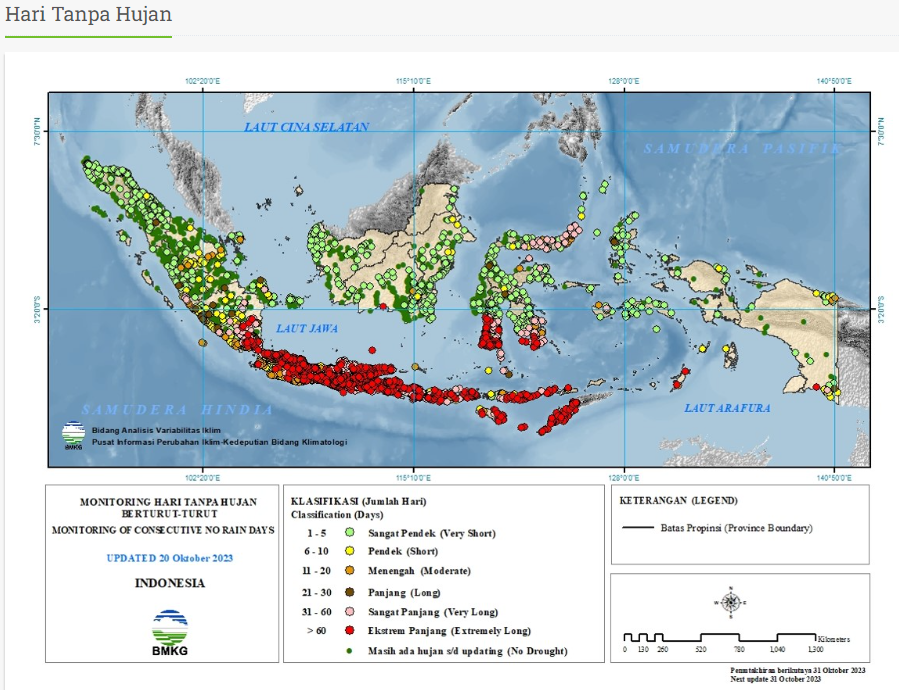 Hari Tanpa Hujan
102°20'0"E 115°10'0"E 128°0'0"E 140°50'0"E
7°30'0"N 7°30'0"N
LAUT CINA SELATAN
SAMUDERA PASIFIK
3°20'0"S 3°20'0"S
LAUT JAWA
SAMUDERA HINDIA
LAUT ARAFURA
BMKG
Bidang Analisis Variabilitas Iklim
Pusat Informasi Perubahan Iklim-Kedeputian Bidang Klimatologi
102°20'0"E 115°10'0"E 128°0'0"E 140°50'0"E
MONITORING HARI TANPA HUJAN
BERTURUT-TURUT
MONITORING OF CONSECUTIVE NO RAIN DAYS
UPDATED 20 Oktober 2023
INDONESIA
BMKG
KLASIFIKASI (Jumlah Hari)
Classification (Days)
1 - 5 Sangat Pendek (Very Short)
6 - 10 Pendek (Short)
11 - 20 Menengah (Moderate)
21 - 30 Panjang (Long)
31 - 60 Sangat Panjang (Very Long)
> 60 Ekstrem Panjang (Extremely Long)
Masih ada hujan s/d updating (No Drought)
KETERANGAN (LEGEND)
Batas Propinsi (Province Boundary)
N
W E
S
Kilometers
0 130 260 520 780 1,040 1,300
Pemutakhiran berikutnya 31 Oktober 2023
Next update 31 October 2023